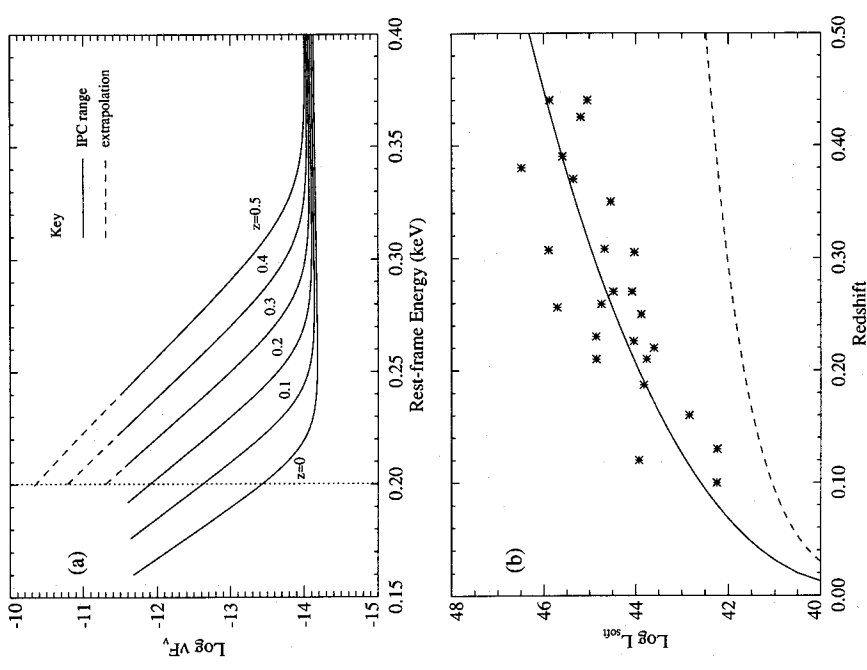 (a)
Key
IPC range
extrapolation
z=0.5
0.4
0.3
0.2
0.1
z=0
-10
-11
-12
-13
-14
-15
Log νFν
0.15
0.20
0.25
0.30
0.35
0.40
Rest-frame Energy (keV)
(b)
48
46
44
42
40
Log Lsoft
0.00
0.10
0.20
0.30
0.40
0.50
Redshift